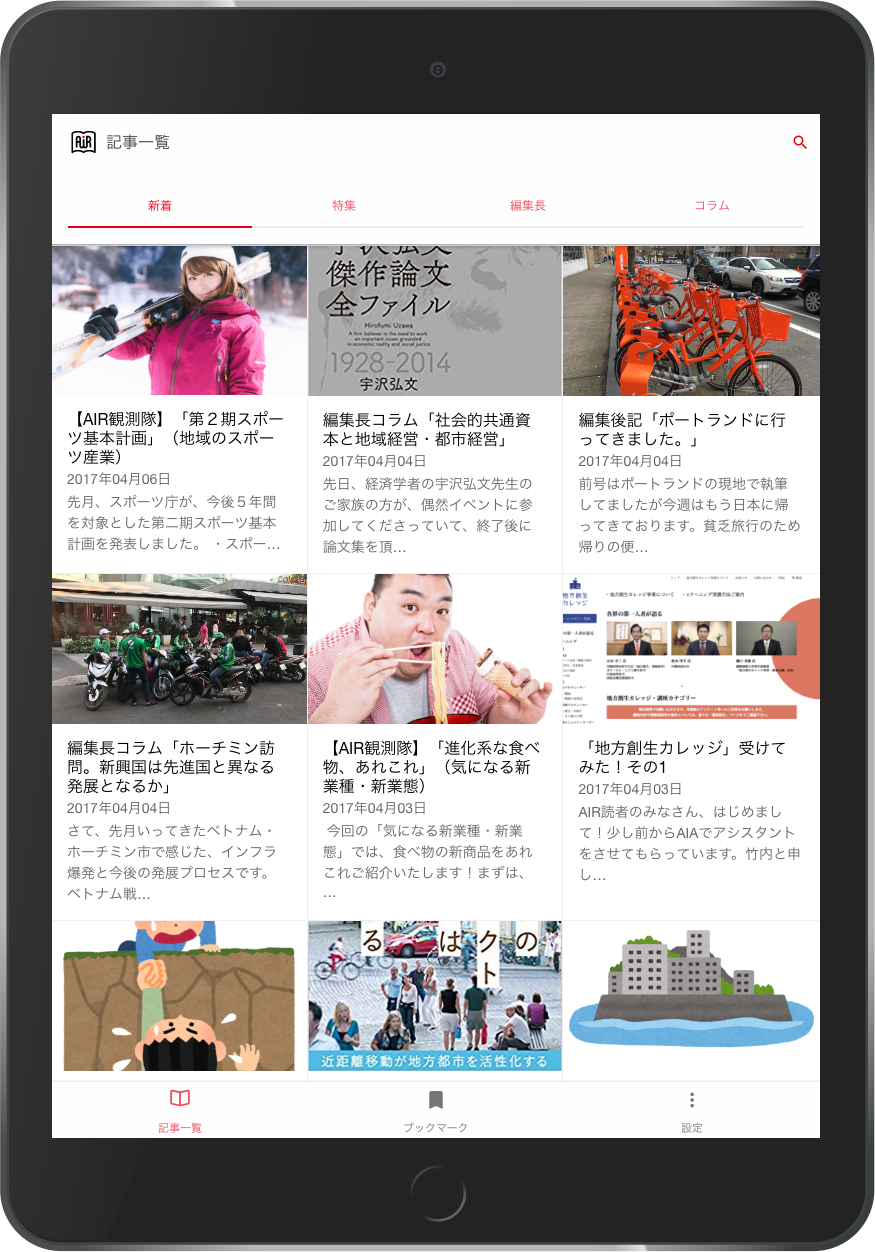 AiR
記事一覧
新着
特集
編集長
コラム
傑作論文
全ファイル
Hirofumi Uzawa
A firm believer in the need to work
on important issues grounded
in economic reality and social justice
1928-2014
宇沢弘文
【AIR観測隊】「第２期スポー
ツ基本計画」（地域のスポー
ツ産業）
2017年04月06日
先月、スポーツ庁が、今後５年間
を対象とした第二期スポーツ基本
計画を発表しました。 ・スポー…
編集長コラム「社会的共通資
本と地域経営・都市経営」
2017年04月04日
先日、経済学者の宇沢弘文先生の
ご家族の方が、偶然イベントに参
加してくださっていて、終了後に
論文集を頂…
編集後記「ポートランドに行
ってきました。」
2017年04月04日
前号はポートランドの現地で執筆
してましたが今週はもう日本に帰
ってきております。貧乏旅行のため
帰りの便…
地方創生
カレッジ
・地方創生カレッジ事業について
・eラーニング受講方法ご案内
各界の第一人者が語る
地方創生カレッジ・講座カテゴリー
編集長コラム「ホーチミン訪
問。新興国は先進国と異なる
発展となるか」
2017年04月04日
さて、先月いってきたベトナム・
ホーチミン市で感じた、インフラ
爆発と今後の発展プロセスです。
ベトナム戦…
【AIR観測隊】「進化系な食べ
物、あれこれ」（気になる新
業種・新業態）
2017年04月03日
今回の「気になる新業種・新業
態」では、食べ物の新商品をあれ
これご紹介いたします！まずは、
…
「地方創生カレッジ」受けて
みた！その1
2017年04月03日
AIR読者のみなさん、はじめまし
て！少し前からAIAでアシスタント
をさせてもらっています。竹内と申
し…
る は ク の
ト
近距離移動が地方都市を活性化する
記事一覧
ブックマーク
設定